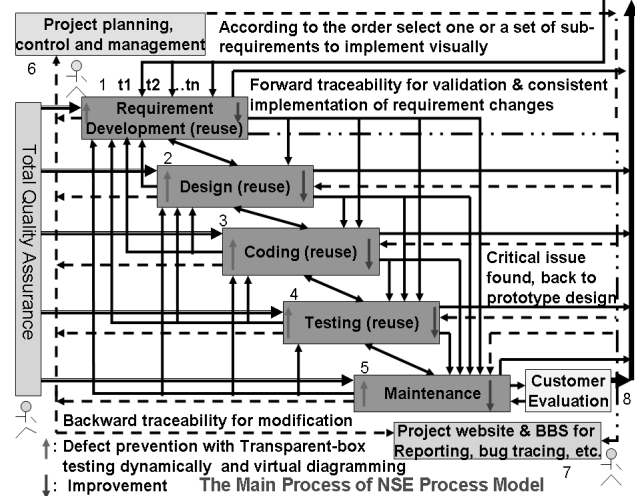 Project planning,
control and management
According to the order select one or a set of sub-
requirements to implement visually
6
1 t1 t2 ..tn
Forward traceability for validation & consistent
implementation of requirement changes
Requirement
Development (reuse)
Total Quality Assurance
2
Design (reuse)
3
Coding (reuse)
Critical issue
found, back to
prototype design
4
Testing (reuse)
5
Maintenance
Customer
Evaluation
8
Backward traceability for modification
Project website & BBS for
Reporting, bug tracing, etc.
: Defect prevention with Transparent-box
testing dynamically and virtual diagramming
7
: Improvement
The Main Process of NSE Process Model